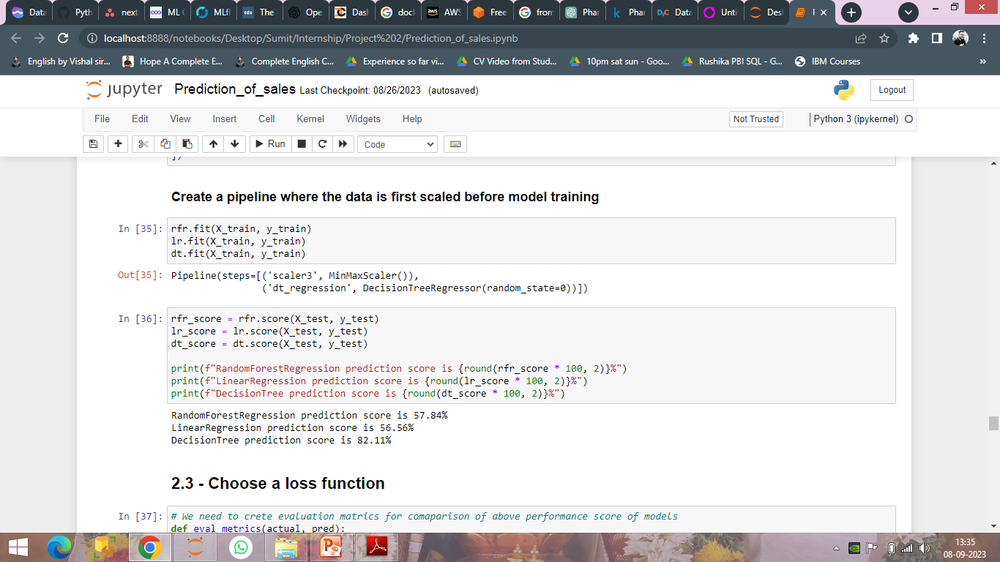 Data
Pyth
next
ML C
MLfl
tds The
Ope
Dasl
dock
aws AWS
Free
from
Phar
k Phar
Data
Unti
Desl
localhost:8888/notebooks/Desktop/Sumit/Internship/Project%202/Prediction_of_sales.ipynb
English by Vishal sir...
Hope A Complete E...
Complete English C...
Experience so far vi...
CV Video from Stud...
10pm sat sun - Goo...
Rushika PBI SQL - G...
IBM Courses
»
jupyter Prediction_of_sales Last Checkpoint: 08/26/2023 (autosaved)
Logout
File Edit View Insert Cell Kernel Widgets Help
Not Trusted
Python 3 (ipykernel)
Run
Code
])
Create a pipeline where the data is first scaled before model training
In [35]: rfr.fit(X_train, y_train)
lr.fit(X_train, y_train)
dt.fit(X_train, y_train)
Out[35]: Pipeline(steps=[('scaler3', MinMaxScaler()),
('dt_regression', DecisionTreeRegressor(random_state=0))])
In [36]: rfr_score = rfr.score(X_test, y_test)
lr_score = lr.score(X_test, y_test)
dt_score = dt.score(X_test, y_test)
print(f"RandomForestRegression prediction score is {round(rfr_score * 100, 2)}%")
print(f"LinearRegression prediction score is {round(lr_score * 100, 2)}%")
print(f"DecisionTree prediction score is {round(dt_score * 100, 2)}%")
RandomForestRegression prediction score is 57.84%
LinearRegression prediction score is 56.56%
DecisionTree prediction score is 82.11%
2.3 - Choose a loss function
In [37]: # We need to crete evaluation matrics for comaparison of above performance score of models
def eval_metrics(actual, pred):
13:35
08-09-2023